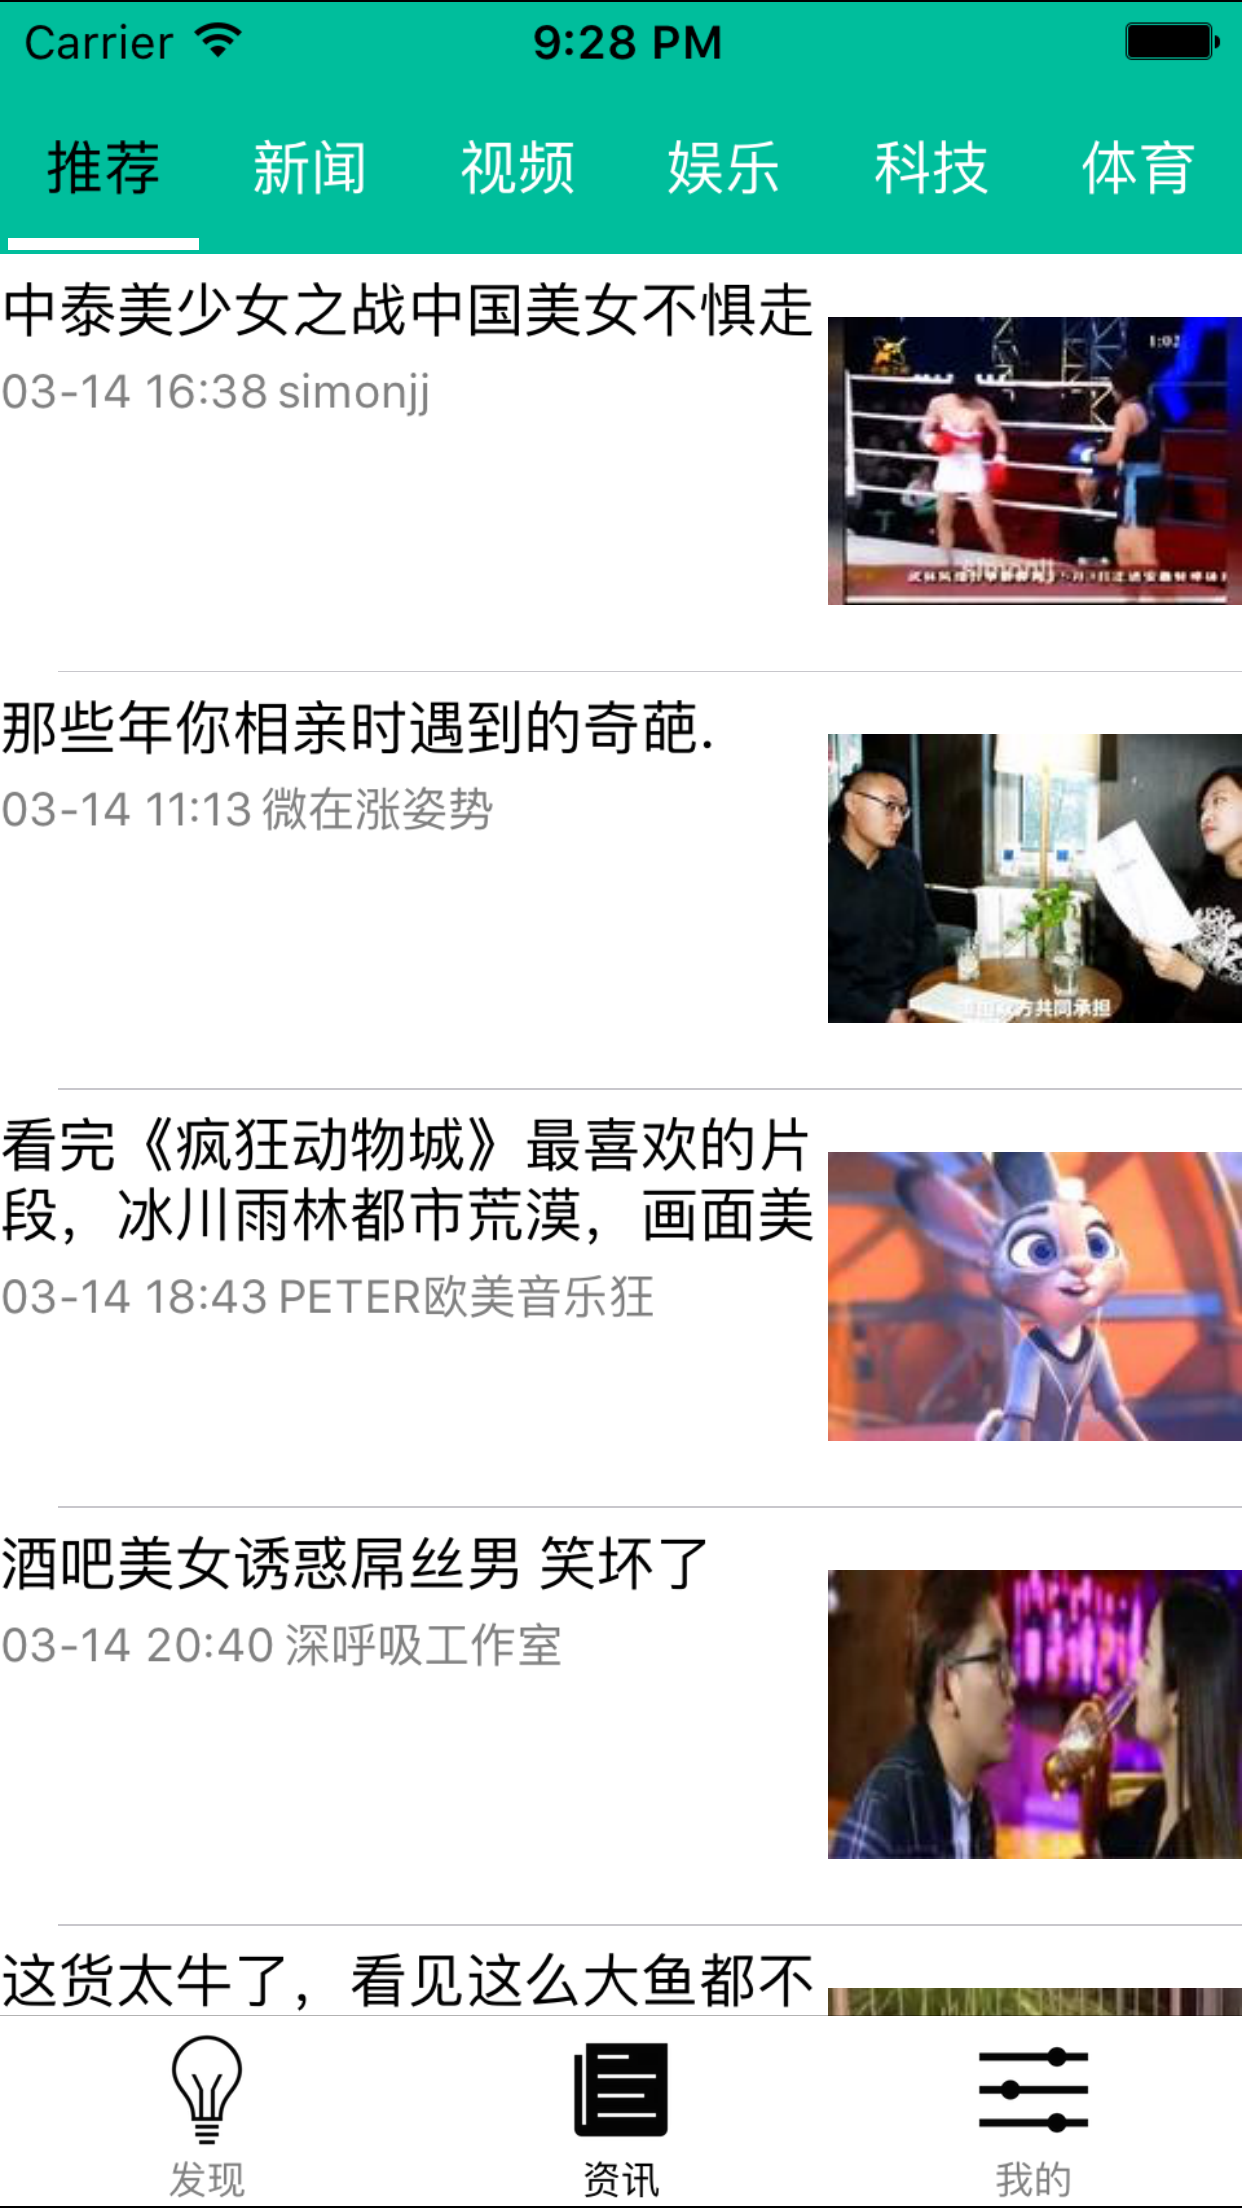 Carrier 9:28 PM
推荐 新闻 视频 娱乐 科技 体育
中泰美少女之战中国美女不惧走
03-14 16:38 simonjj
1:02
simonjj
那些年你相亲时遇到的奇葩.
03-14 11:13 微在涨姿势
方共同承担
看完《疯狂动物城》最喜欢的片
段，冰川雨林都市荒漠，画面美
03-14 18:43 PETER欧美音乐狂
酒吧美女诱惑屌丝男 笑坏了
03-14 20:40 深呼吸工作室
这货太牛了，看见这么大鱼都不
发现 资讯 我的